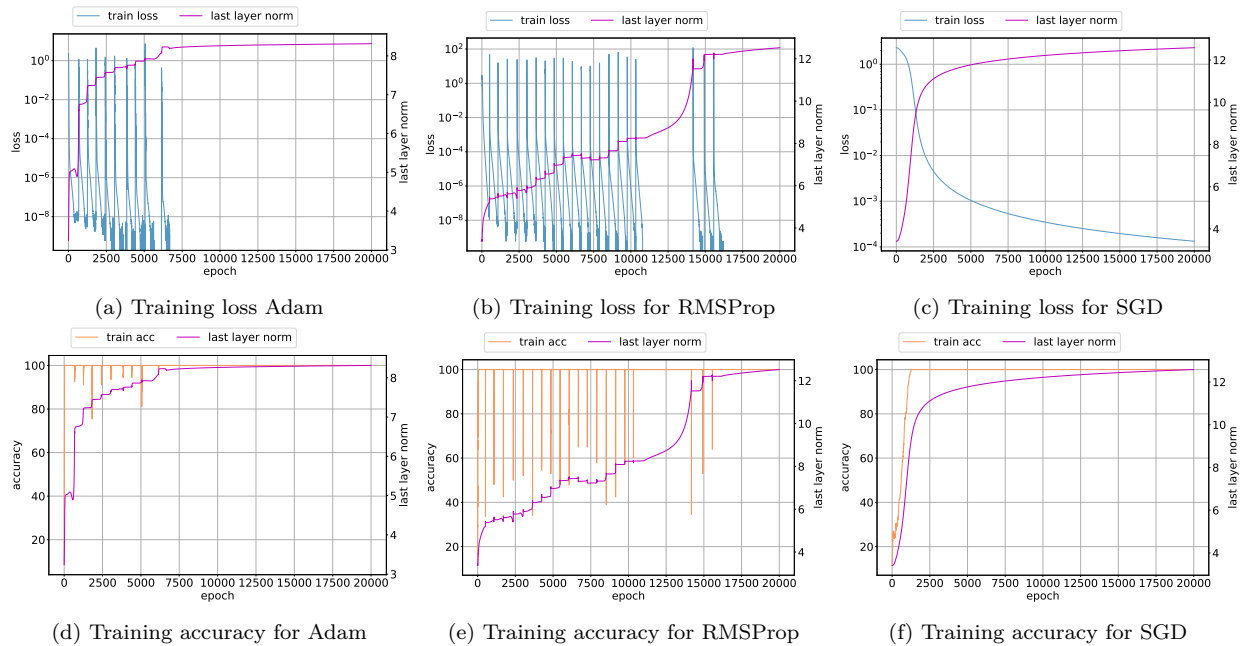 train loss last layer norm
10^0
10^−2
10^−4
10^−6
10^−8
loss
8
7
6
5
4
3
last layer norm
0 2500 5000 7500 10000 12500 15000 17500 20000
epoch
(a) Training loss Adam
train loss last layer norm
10^2
10^0
10^−2
10^−4
10^−6
10^−8
loss
12
10
8
6
4
last layer norm
0 2500 5000 7500 10000 12500 15000 17500 20000
epoch
(b) Training loss for RMSProp
train loss last layer norm
10^0
10^−1
10^−2
10^−3
10^−4
loss
12
10
8
6
4
last layer norm
0 2500 5000 7500 10000 12500 15000 17500 20000
epoch
(c) Training loss for SGD
train acc last layer norm
100
80
60
40
20
accuracy
8
7
6
5
4
3
last layer norm
0 2500 5000 7500 10000 12500 15000 17500 20000
epoch
(d) Training accuracy for Adam
train acc last layer norm
100
80
60
40
20
accuracy
12
10
8
6
4
last layer norm
0 2500 5000 7500 10000 12500 15000 17500 20000
epoch
(e) Training accuracy for RMSProp
train acc last layer norm
100
80
60
40
20
accuracy
12
10
8
6
4
last layer norm
0 2500 5000 7500 10000 12500 15000 17500 20000
epoch
(f) Training accuracy for SGD